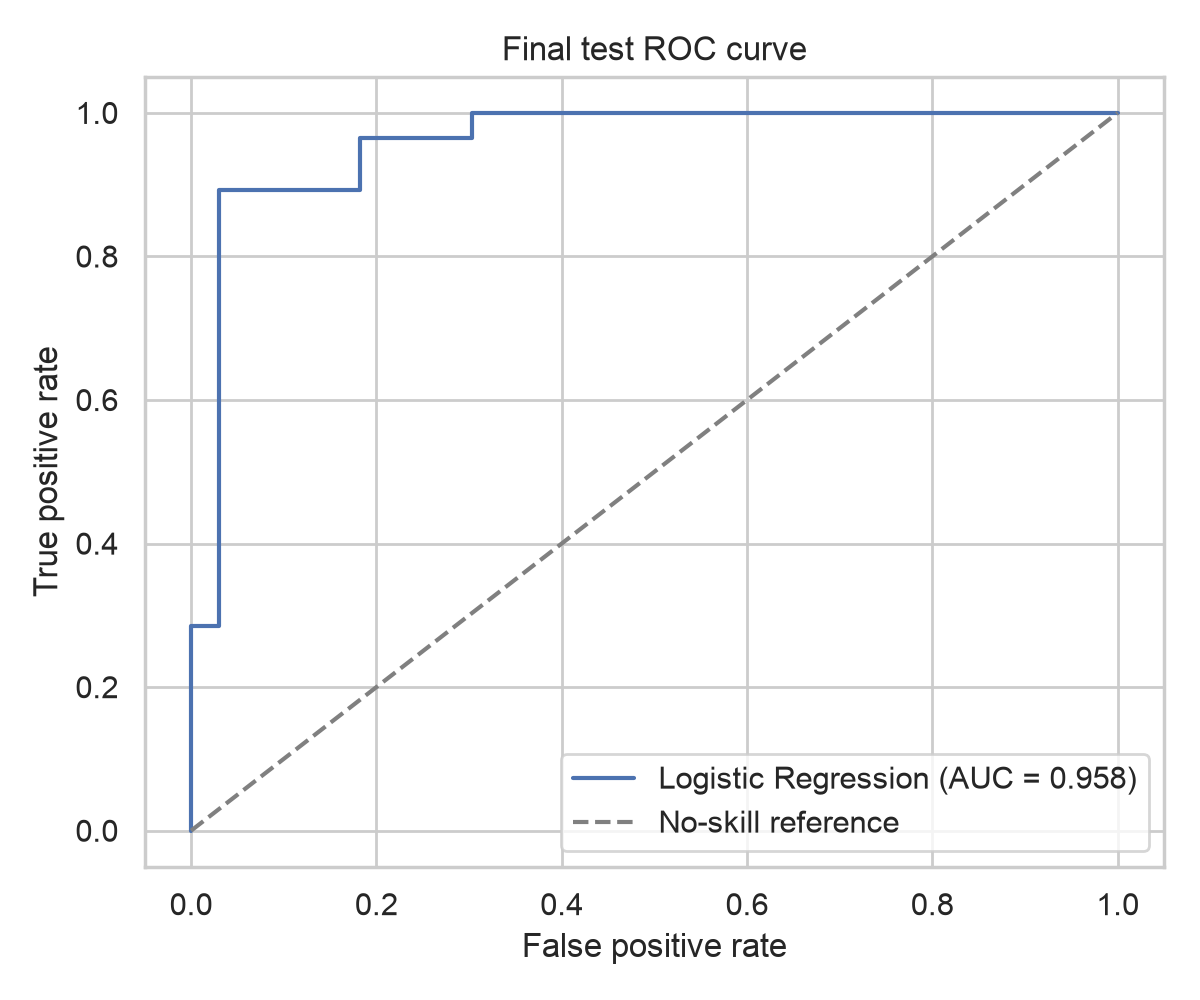 Final test ROC curve
1.0
0.8
0.6
0.4
0.2
0.0
True positive rate
Logistic Regression (AUC = 0.958)
No-skill reference
0.0 0.2 0.4 0.6 0.8 1.0
False positive rate